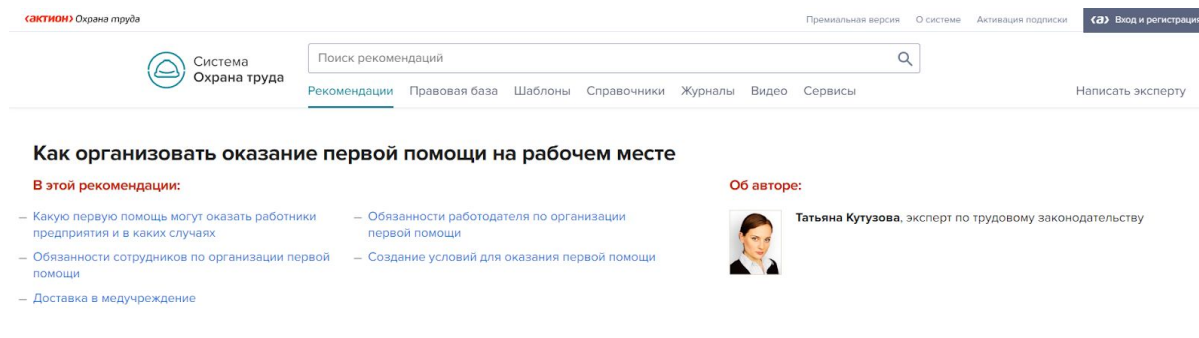 ‹актион› Охрана труда
Премиальная версия О системе Активация подписки ‹а› Вход и регистрация
Система
Охрана труда
Поиск рекомендаций
Рекомендации Правовая база Шаблоны Справочники Журналы Видео Сервисы Написать эксперту
Как организовать оказание первой помощи на рабочем месте
В этой рекомендации:
— Какую первую помощь могут оказать работники
предприятия и в каких случаях
— Обязанности сотрудников по организации первой
помощи
— Доставка в медучреждение
— Обязанности работодателя по организации
первой помощи
— Создание условий для оказания первой помощи
Об авторе:
Татьяна Кутузова, эксперт по трудовому законодательству